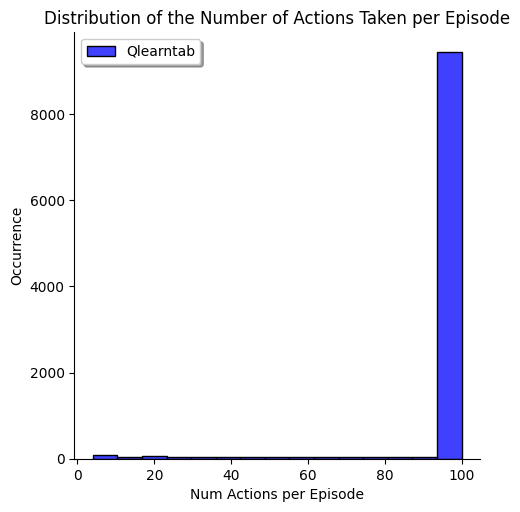 Distribution of the Number of Actions Taken per Episode
Qlearntab
8000
6000
4000
2000
0
Occurrence
0 20 40 60 80 100
Num Actions per Episode